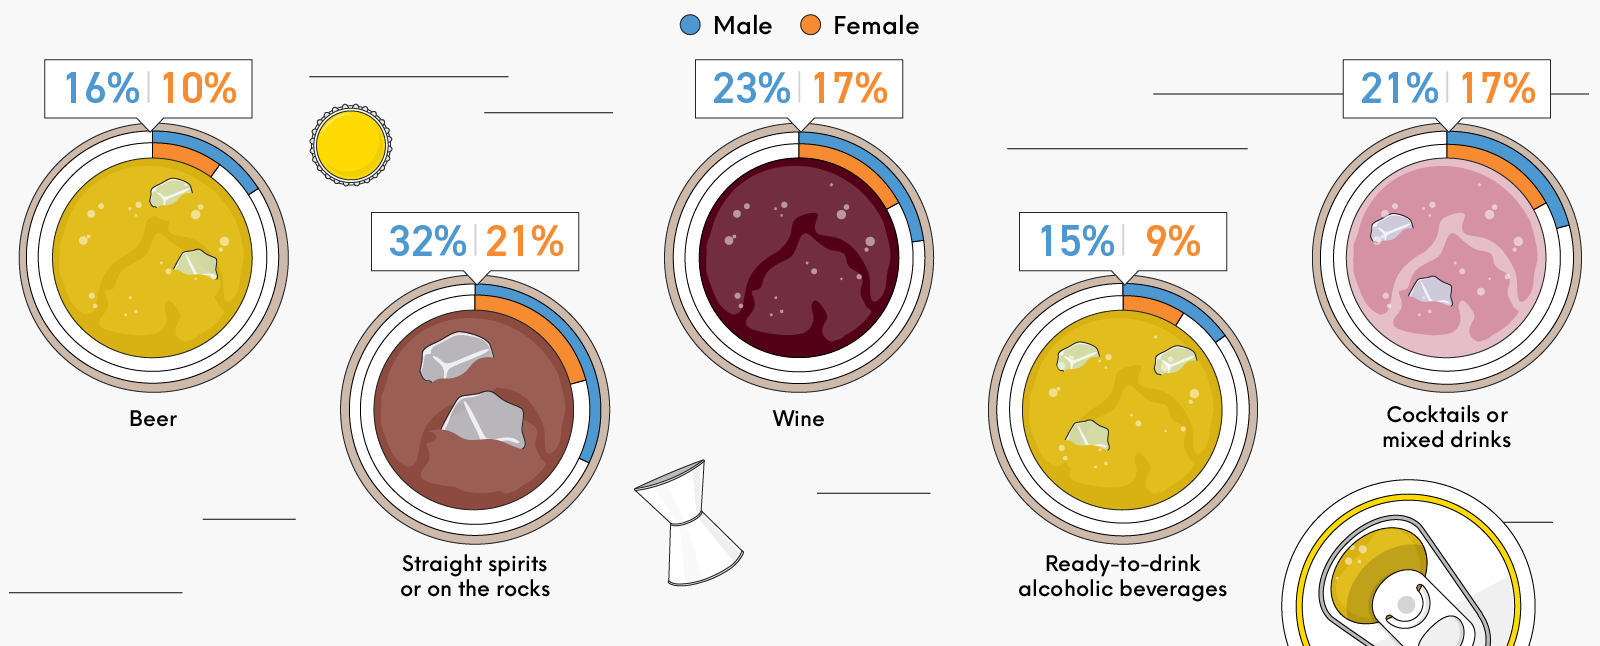 Male Female
16% 10%
Beer
32% 21%
Straight spirits
or on the rocks
23% 17%
Wine
15% 9%
Ready-to-drink
alcoholic beverages
21% 17%
Cocktails or
mixed drinks